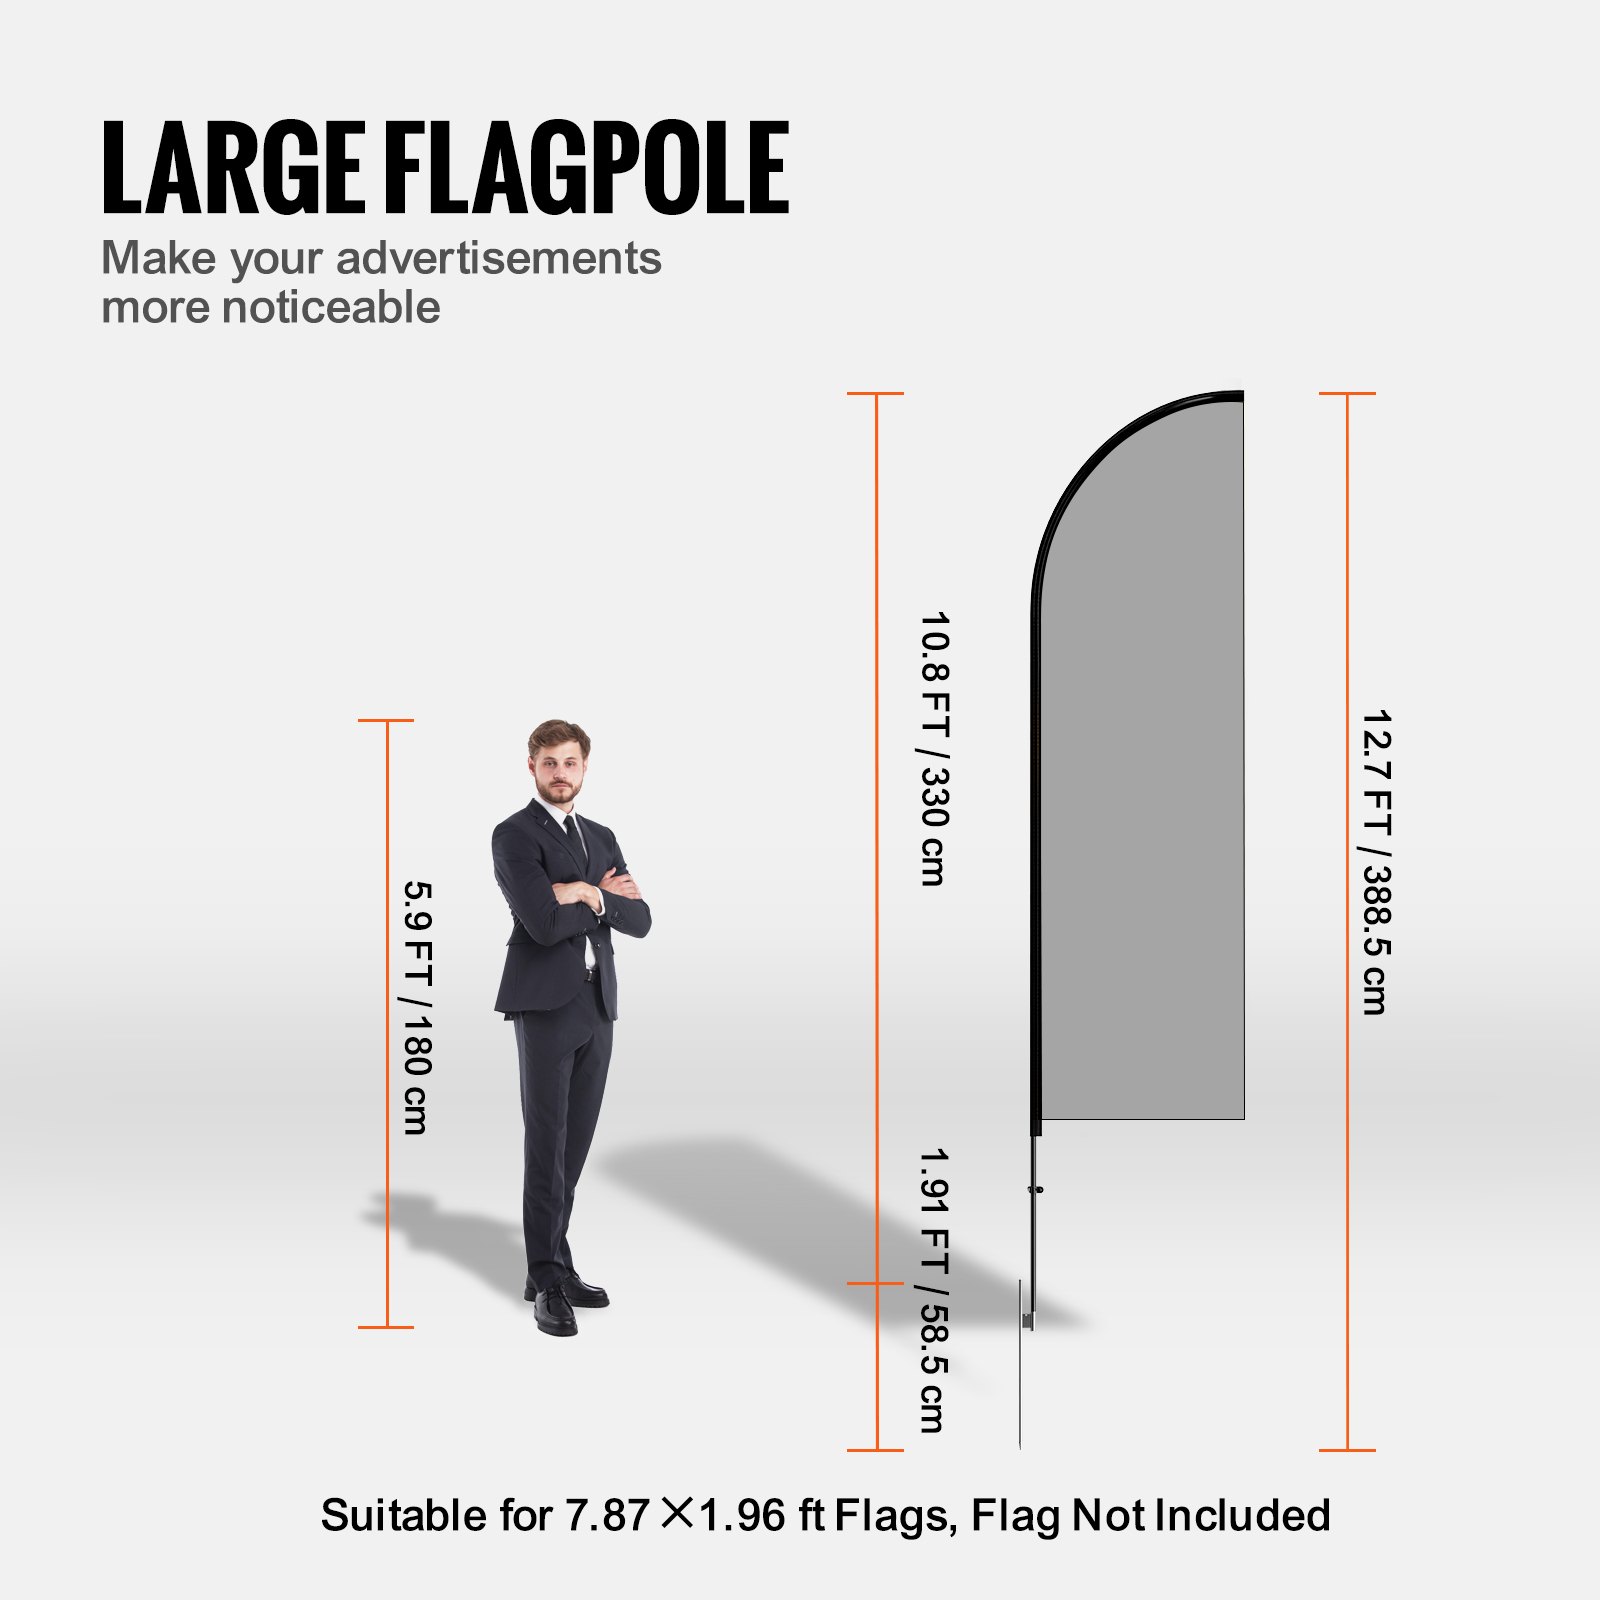 LARGE FLAGPOLE
Make your advertisements
more noticeable
10.8 FT / 330 cm
12.7 FT / 388.5 cm
5.9 FT / 180 cm
1.91 FT / 58.5 cm
Suitable for 7.87×1.96 ft Flags, Flag Not Included